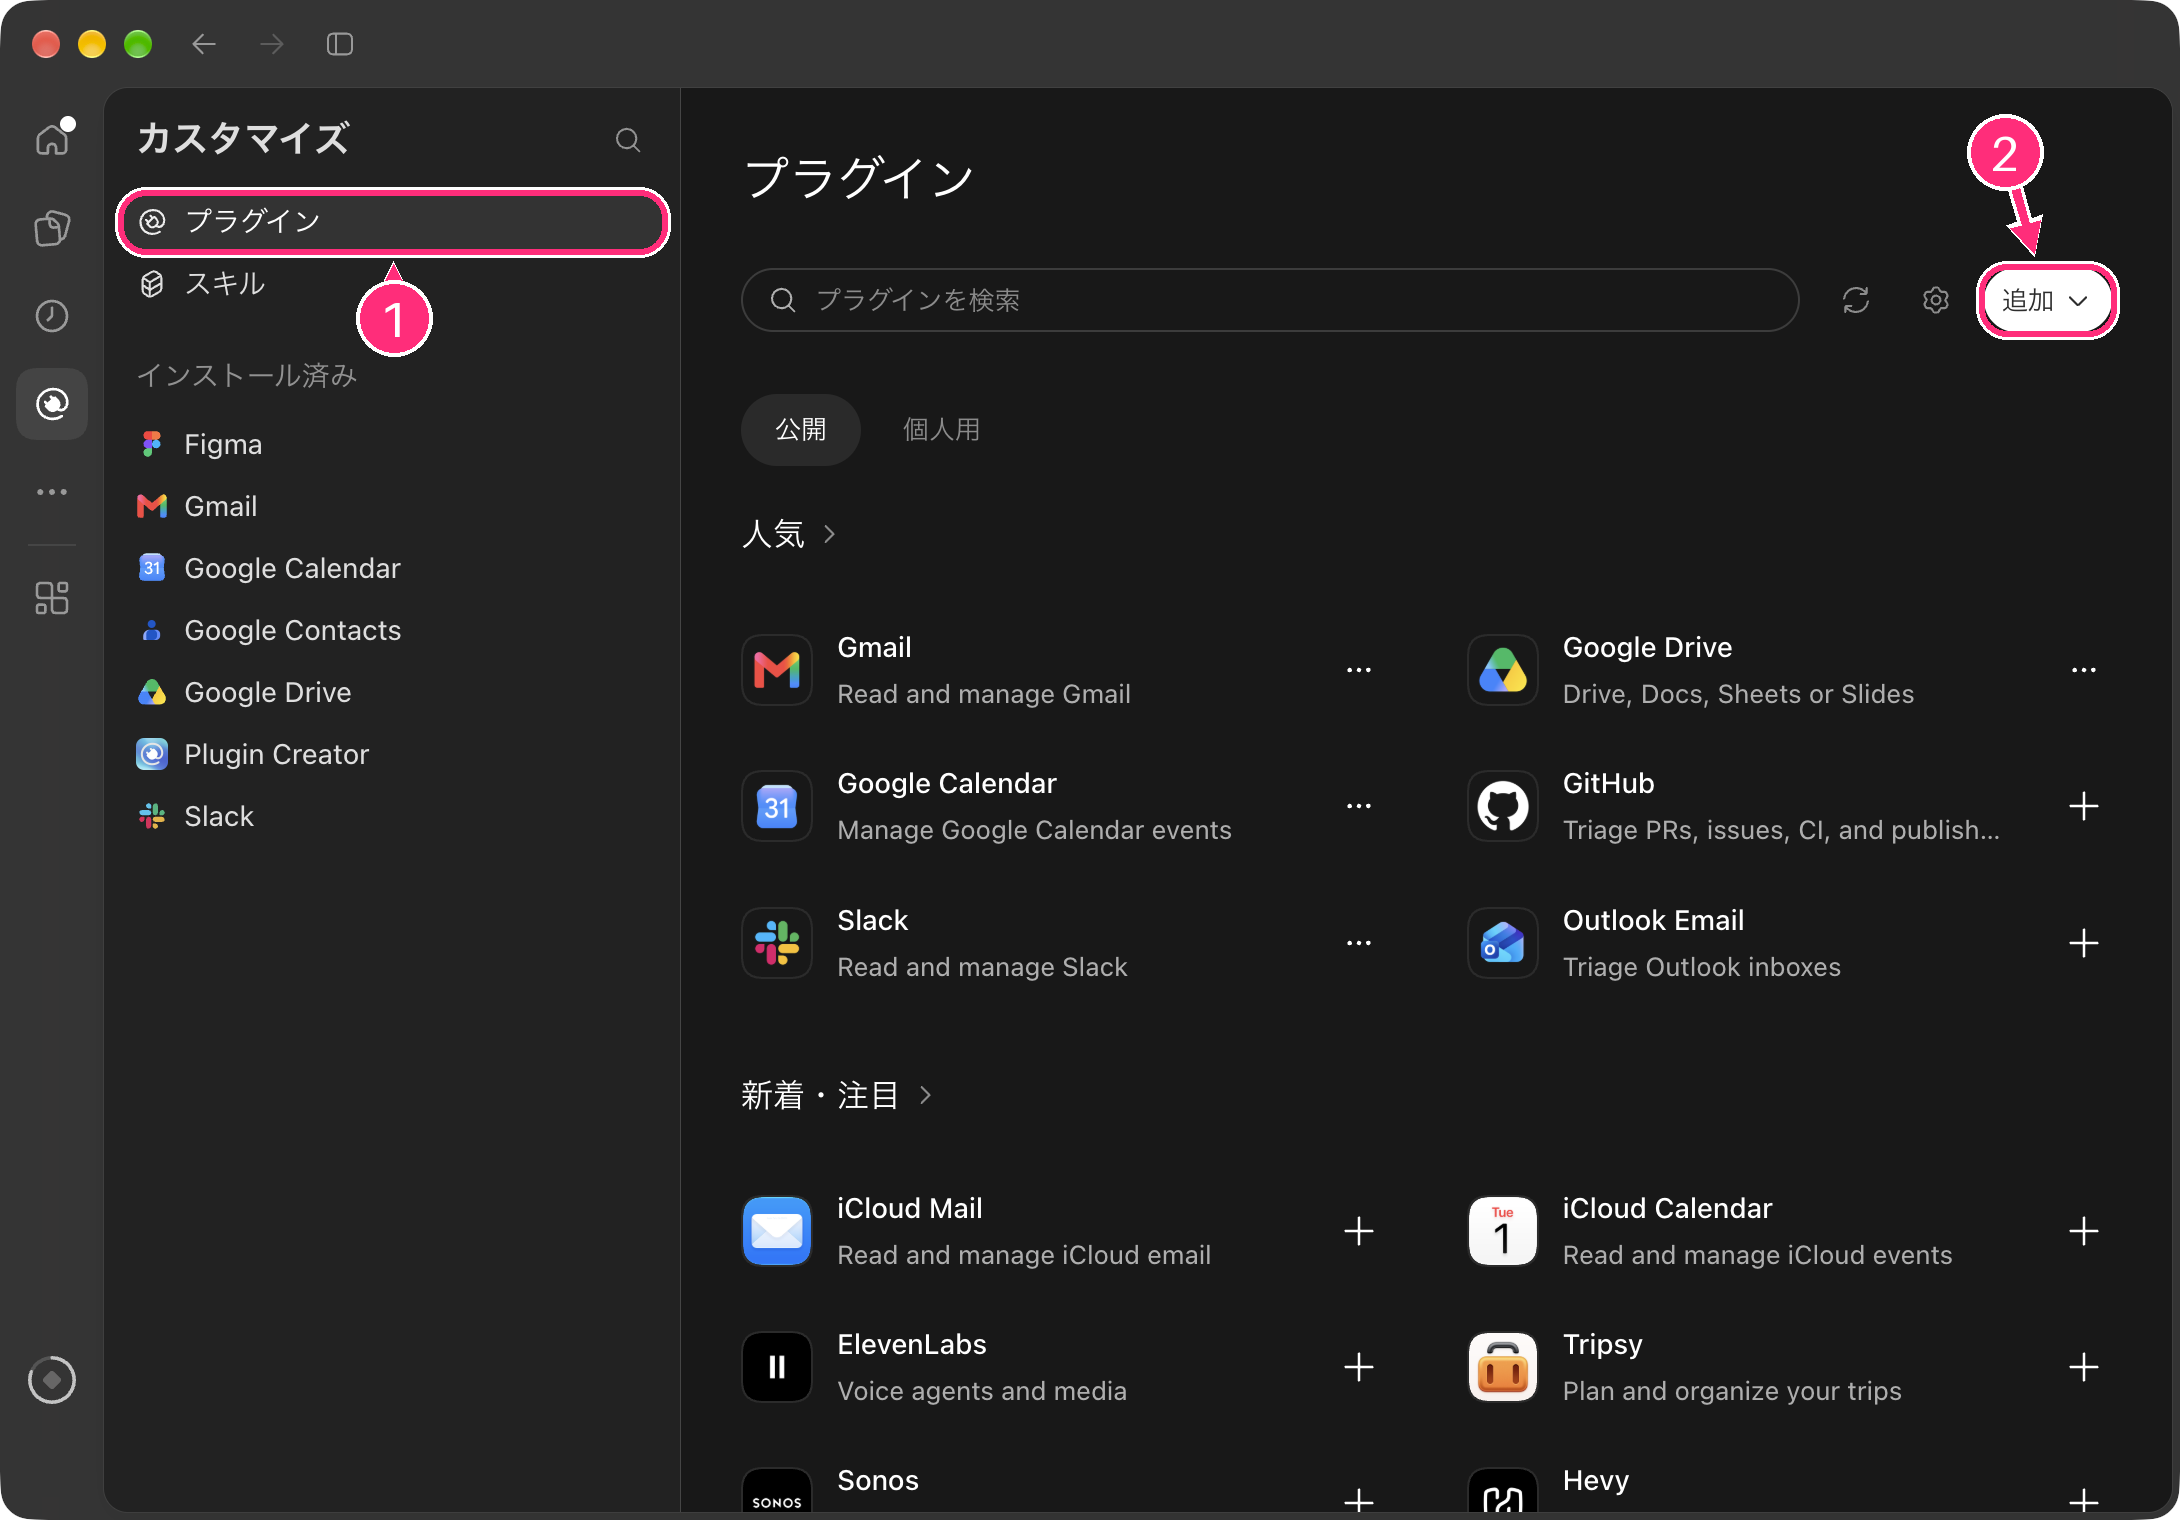 カスタマイズ
プラグイン
スキル
1
インストール済み
Figma
Gmail
31
Google Calendar
Google Contacts
Google Drive
Plugin Creator
Slack
プラグイン
2
プラグインを検索
追加
公開
個人用
人気
Gmail
Read and manage Gmail
Google Drive
Drive, Docs, Sheets or Slides
31
Google Calendar
Manage Google Calendar events
GitHub
Triage PRs, issues, CI, and publish...
Slack
Read and manage Slack
Outlook Email
Triage Outlook inboxes
新着・注目
iCloud Mail
Read and manage iCloud email
Tue
1
iCloud Calendar
Read and manage iCloud events
ElevenLabs
Voice agents and media
Tripsy
Plan and organize your trips
SONOS
Sonos
Hevy